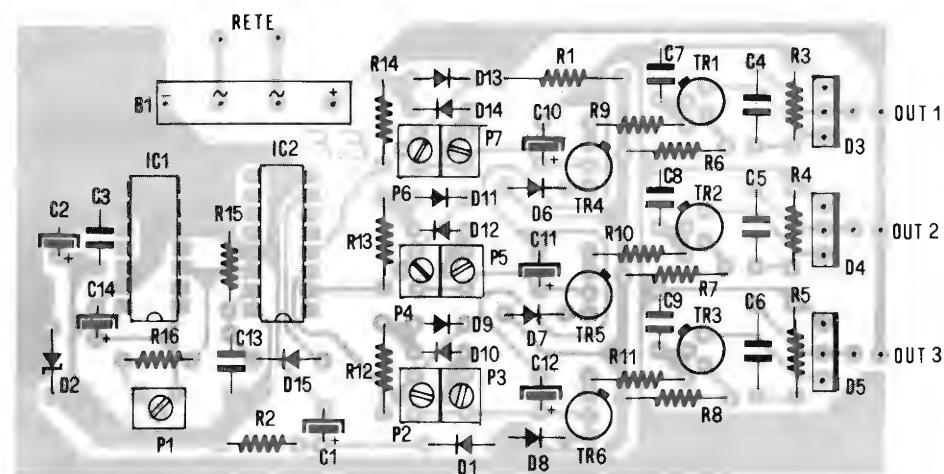 RETE
B1
- ~ ~ +
IC1
IC2
C2
C3
C14
R15
R16
C13
D15
D2
P1
R2
C1
R14
D13
D14
P7
P6
D11
R13
D12
P5
P4
D9
R12
D10
P3
P2
D1
R1
C10
R9
D6
TR4
C11
R10
D7
TR5
C12
R11
D8
TR6
C7
TR1
C4
R3
D3
OUT 1
R6
C8
TR2
C5
R4
D4
OUT 2
R7
C9
TR3
C6
R5
D5
OUT 3
R8